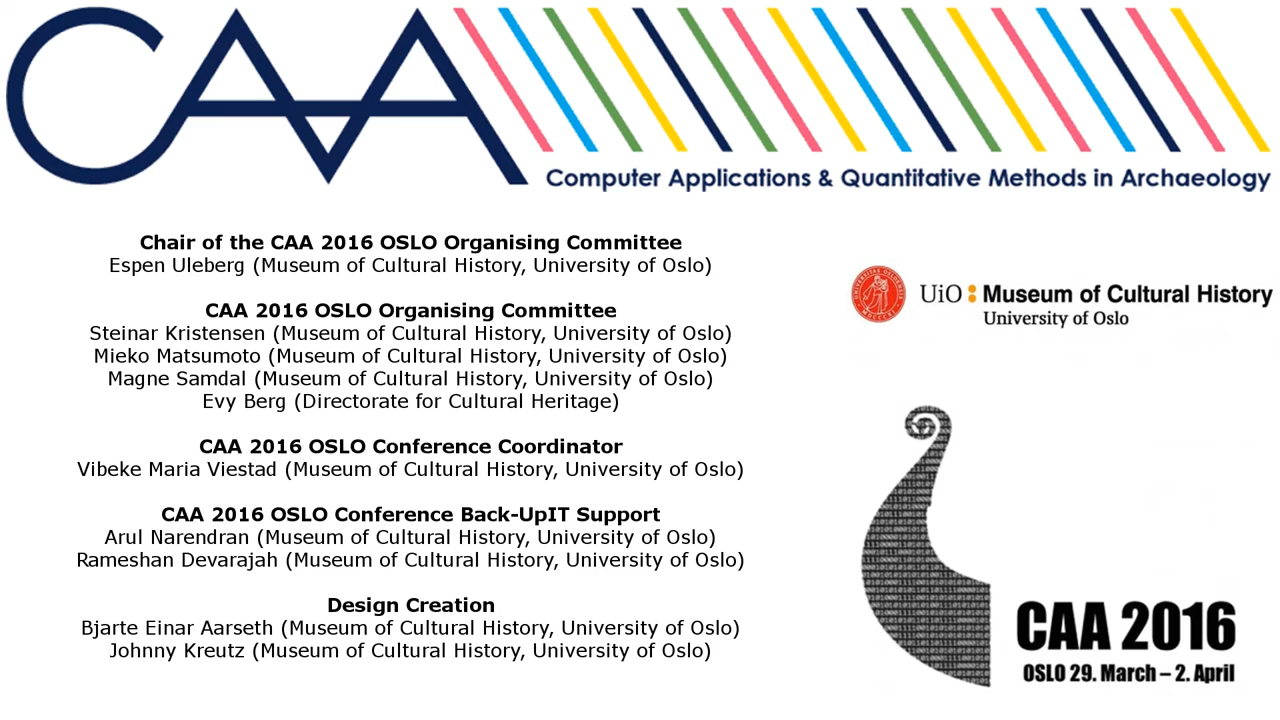 CAA
Computer Applications & Quantitative Methods in Archaeology
Chair of the CAA 2016 OSLO Organising Committee
Espen Uleberg (Museum of Cultural History, University of Oslo)
CAA 2016 OSLO Organising Committee
Steinar Kristensen (Museum of Cultural History, University of Oslo)
Mieko Matsumoto (Museum of Cultural History, University of Oslo)
Magne Samdal (Museum of Cultural History, University of Oslo)
Evy Berg (Directorate for Cultural Heritage)
CAA 2016 OSLO Conference Coordinator
Vibeke Maria Viestad (Museum of Cultural History, University of Oslo)
CAA 2016 OSLO Conference Back-UpIT Support
Arul Narendran (Museum of Cultural History, University of Oslo)
Rameshan Devarajah (Museum of Cultural History, University of Oslo)
Design Creation
Bjarte Einar Aarseth (Museum of Cultural History, University of Oslo)
Johnny Kreutz (Museum of Cultural History, University of Oslo)
UiO : Museum of Cultural History
University of Oslo
CAA 2016
OSLO 29. March – 2. April